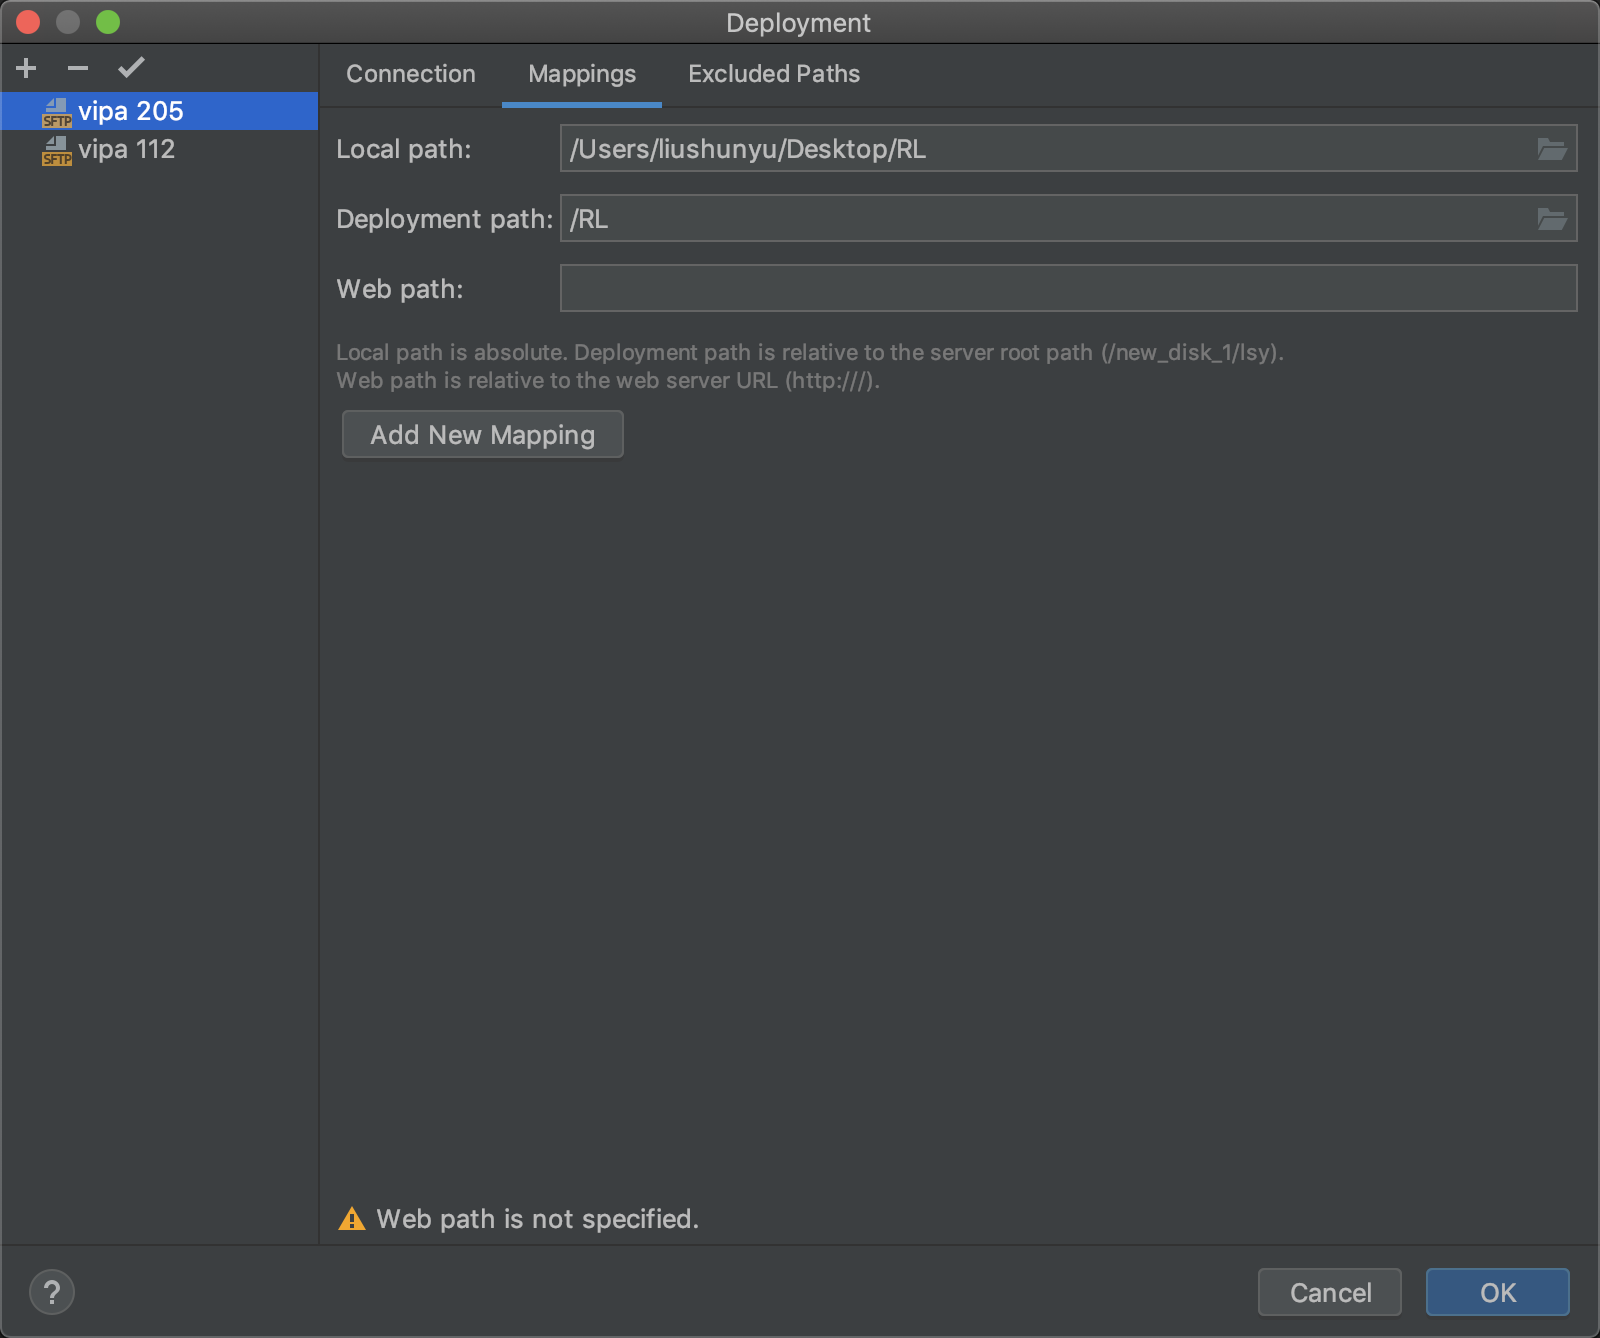 Deployment
Connection Mappings Excluded Paths
SFTP vipa 205
SFTP vipa 112
Local path: /Users/liushunyu/Desktop/RL
Deployment path: /RL
Web path:
Local path is absolute. Deployment path is relative to the server root path (/new_disk_1/lsy).
Web path is relative to the web server URL (http:///).
Add New Mapping
Web path is not specified.
? Cancel OK